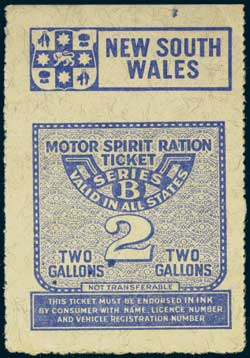 NEW SOUTH
WALES
MOTOR SPIRIT RATION
TICKET
SERIES
B
VALID IN ALL STATES
2
TWO GALLONS
TWO GALLONS
NOT TRANSFERABLE
THIS TICKET MUST BE ENDORSED IN INK
BY CONSUMER WITH NAME, LICENCE NUMBER
AND VEHICLE REGISTRATION NUMBER